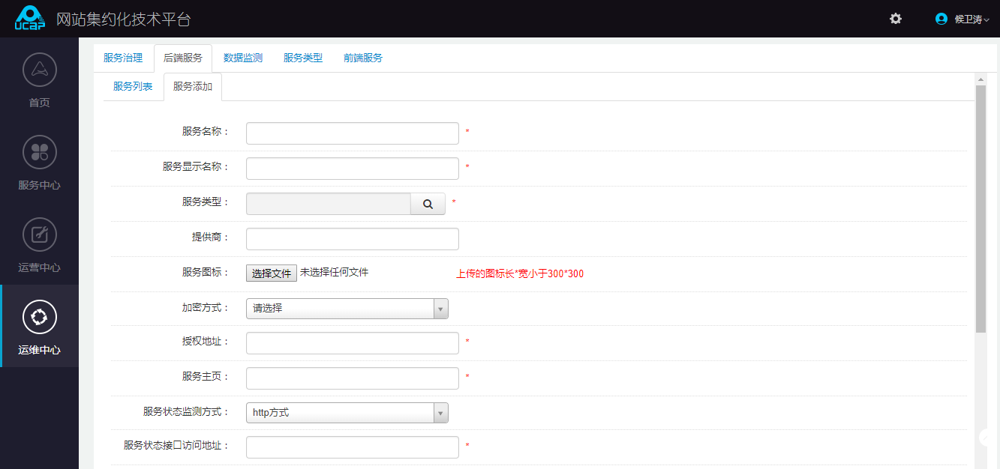 UCAP 网站集约化技术平台 候卫涛
首页
服务中心
运营中心
运维中心
服务治理 后端服务 数据监测 服务类型 前端服务
服务列表 服务添加
服务名称： *
服务显示名称： *
服务类型： *
提供商：
服务图标： 选择文件 未选择任何文件 上传的图标长*宽小于300*300
加密方式： 请选择
授权地址： *
服务主页： *
服务状态监测方式： http方式
服务状态接口访问地址： *